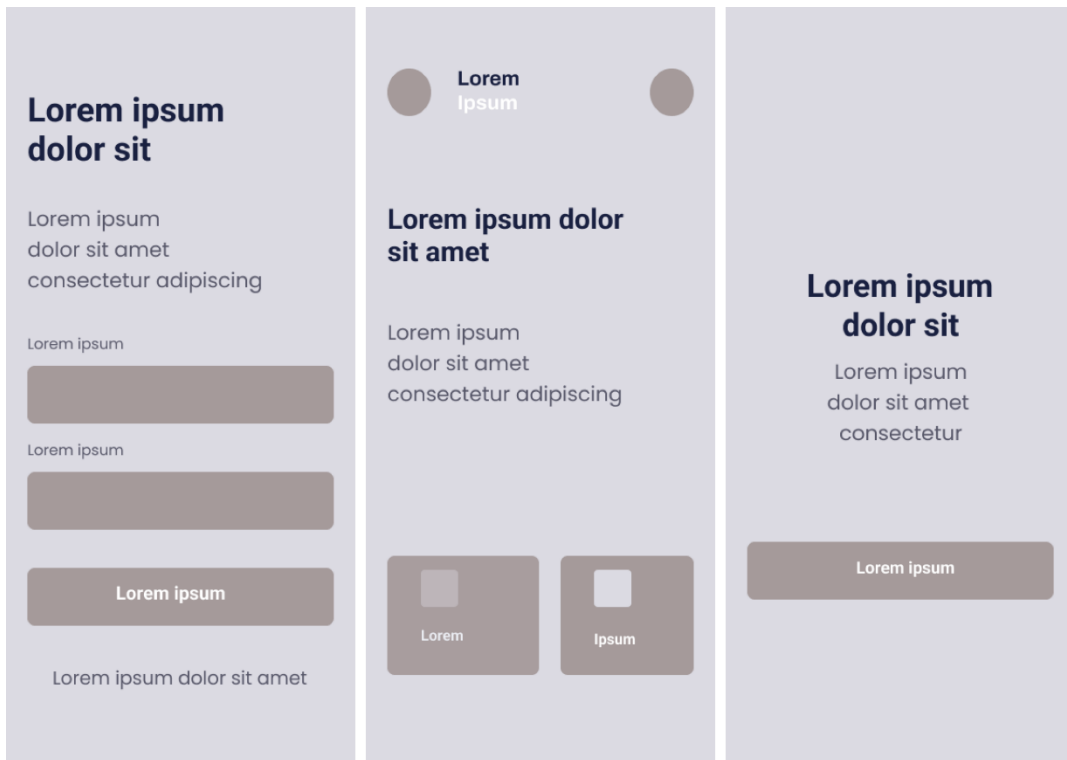 Lorem ipsum
dolor sit
Lorem ipsum
dolor sit amet
consectetur adipiscing
Lorem ipsum
Lorem ipsum
Lorem ipsum
Lorem ipsum dolor sit amet
Lorem
Ipsum
Lorem ipsum dolor
sit amet
Lorem ipsum
dolor sit amet
consectetur adipiscing
Lorem
Ipsum
Lorem ipsum
dolor sit
Lorem ipsum
dolor sit amet
consectetur
Lorem ipsum